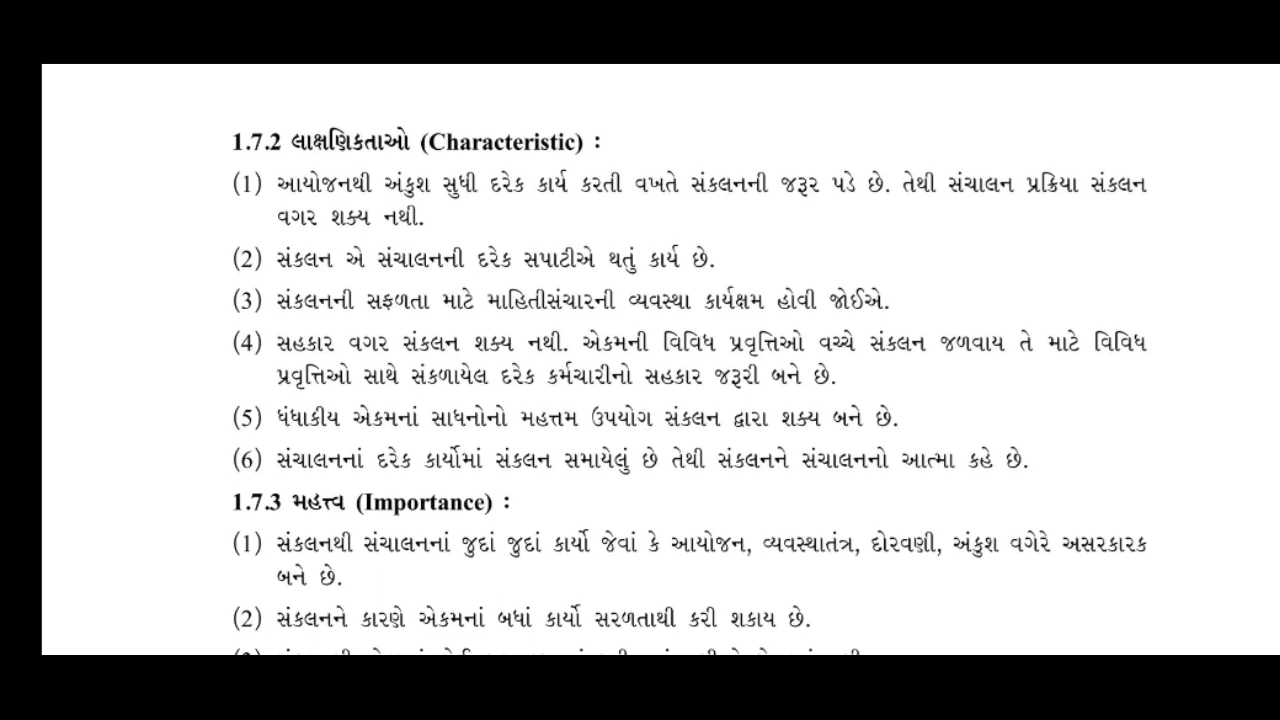 1.7.2 લાક્ષણિકતાઓ (Characteristic) :
(1) આયોજનથી અંકુશ સુધી દરેક કાર્ય કરતી વખતે સંકલનની જરૂર પડે છે. તેથી સંચાલન પ્રક્રિયા સંકલન
વગર શક્ય નથી.
(2) સંકલન એ સંચાલનની દરેક સપાટીએ થતું કાર્ય છે.
(3) સંકલનની સફળતા માટે માહિતીસંચારની વ્યવસ્થા કાર્યક્ષમ હોવી જોઈએ.
(4) સહકાર વગર સંકલન શક્ય નથી. એકમની વિવિધ પ્રવૃત્તિઓ વચ્ચે સંકલન જળવાય તે માટે વિવિધ
પ્રવૃત્તિઓ સાથે સંકળાયેલ દરેક કર્મચારીનો સહકાર જરૂરી બને છે.
(5) ધંધાકીય એકમનાં સાધનોનો મહત્તમ ઉપયોગ સંકલન દ્વારા શક્ય બને છે.
(6) સંચાલનનાં દરેક કાર્યોમાં સંકલન સમાયેલું છે તેથી સંકલનને સંચાલનનો આત્મા કહે છે.
1.7.3 મહત્ત્વ (Importance) :
(1) સંકલનથી સંચાલનનાં જુદાં જુદાં કાર્યો જેવાં કે આયોજન, વ્યવસ્થાતંત્ર, દોરવણી, અંકુશ વગેરે અસરકારક
બને છે.
(2) સંકલનને કારણે એકમનાં બધાં કાર્યો સરળતાથી કરી શકાય છે.